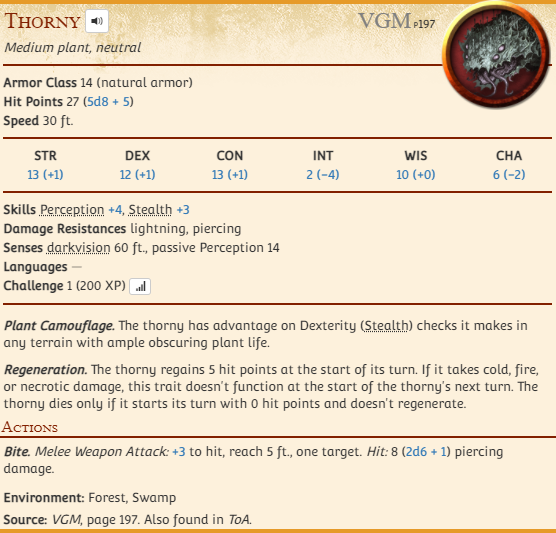 Thorny VGM p197
Medium plant, neutral
Armor Class 14 (natural armor)
Hit Points 27 (5d8 + 5)
Speed 30 ft.
STR DEX CON INT WIS CHA
13 (+1) 12 (+1) 13 (+1) 2 (−4) 10 (+0) 6 (−2)
Skills Perception +4, Stealth +3
Damage Resistances lightning, piercing
Senses darkvision 60 ft., passive Perception 14
Languages —
Challenge 1 (200 XP)
Plant Camouflage. The thorny has advantage on Dexterity (Stealth) checks it makes in
any terrain with ample obscuring plant life.
Regeneration. The thorny regains 5 hit points at the start of its turn. If it takes cold, fire,
or necrotic damage, this trait doesn't function at the start of the thorny's next turn. The
thorny dies only if it starts its turn with 0 hit points and doesn't regenerate.
Actions
Bite. Melee Weapon Attack: +3 to hit, reach 5 ft., one target. Hit: 8 (2d6 + 1) piercing
damage.
Environment: Forest, Swamp
Source: VGM, page 197. Also found in ToA.